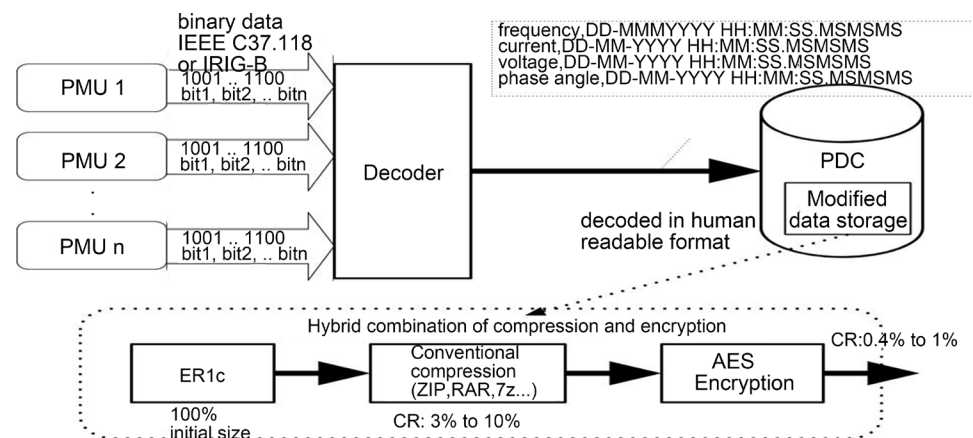 binary data
IEEE C37.118
or IRIG-B
frequency,DD-MMMYYYY HH:MM:SS.MSMSMS
current,DD-MM-YYYY HH:MM:SS.MSMSMS
voltage,DD-MM-YYYY HH:MM:SS.MSMSMS
phase angle,DD-MM-YYYY HH:MM:SS.MSMSMS
PMU 1
1001 .. 1100
bit1, bit2, .. bitn
PMU 2
1001 .. 1100
bit1, bit2, .. bitn
.
.
PMU n
1001 .. 1100
bit1, bit2, .. bitn
Decoder
decoded in human
readable format
PDC
Modified
data storage
Hybrid combination of compression and encryption
ER1c
100%
initial size
Conventional
compression
(ZIP,RAR,7z...)
CR: 3% to 10%
AES
Encryption
CR:0.4% to 1%